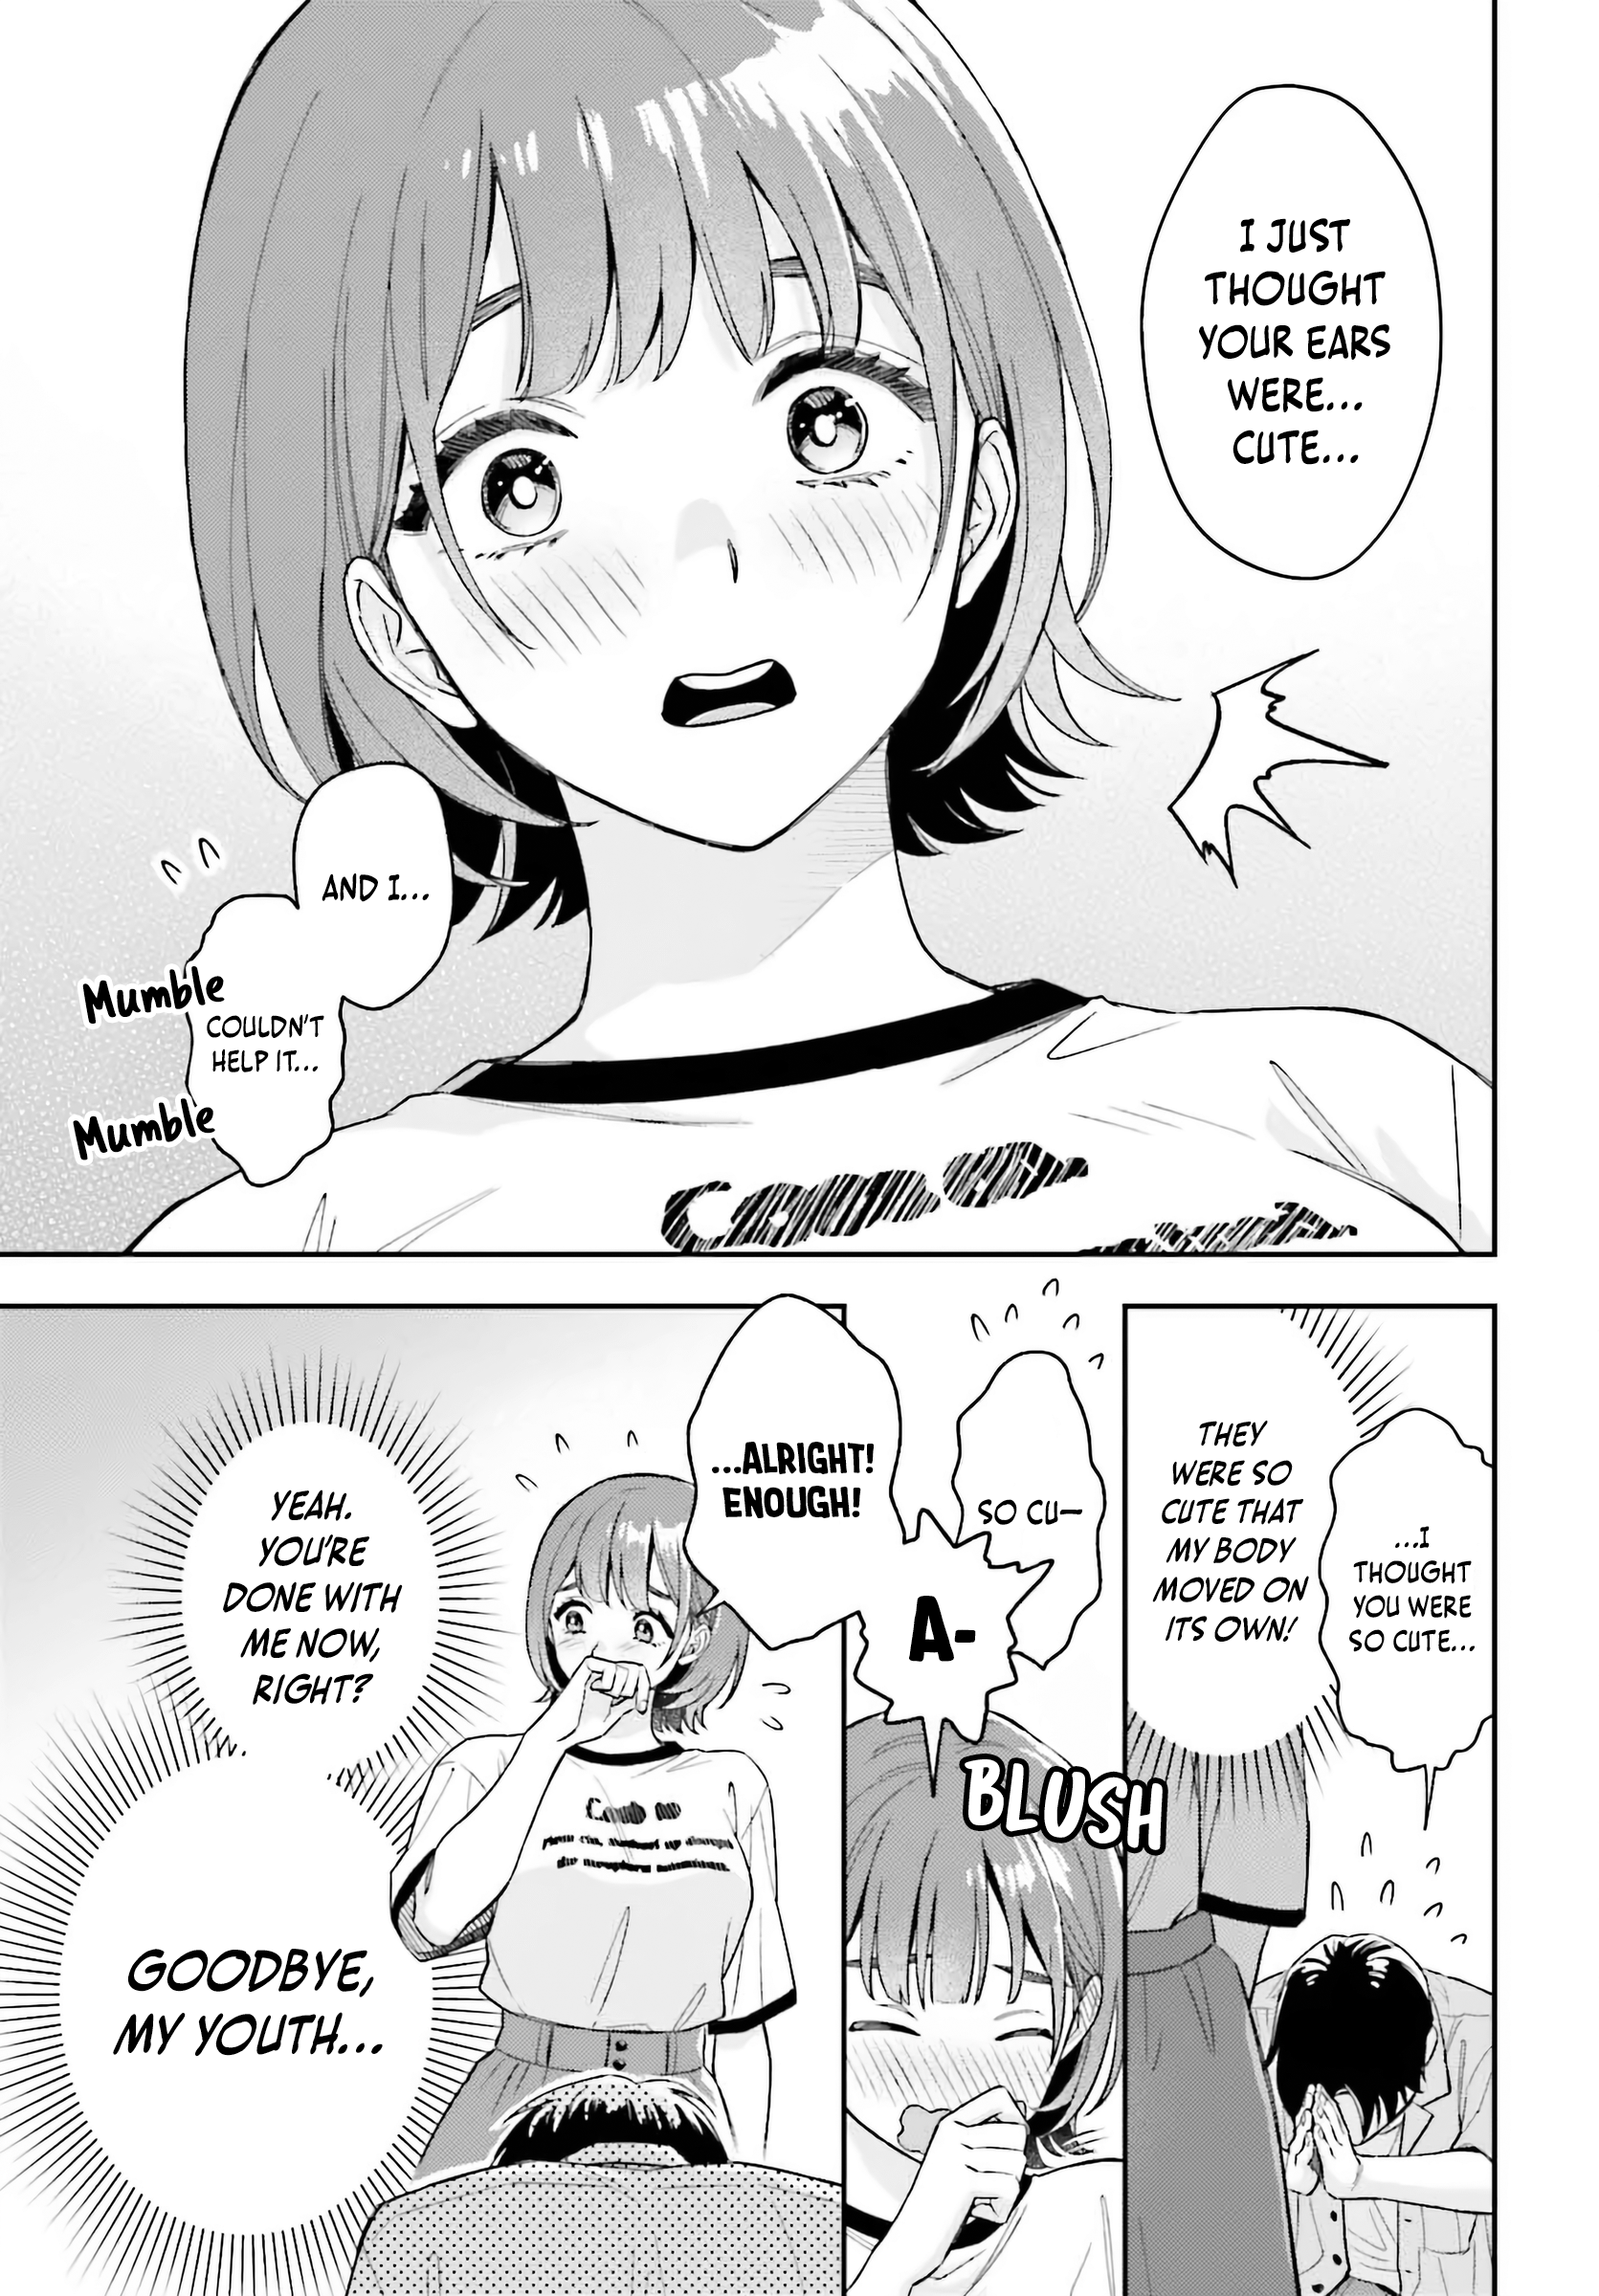 I JUST
THOUGHT
YOUR EARS
WERE...
CUTE...
AND I...
COULDN'T
HELP IT...
Mumble
Mumble
...I
THOUGHT
YOU WERE
SO CUTE...
THEY
WERE SO
CUTE THAT
MY BODY
MOVED ON
ITS OWN!
SO CU—
A-
BLUSH
...ALRIGHT!
ENOUGH!
YEAH.
YOU'RE
DONE WITH
ME NOW,
RIGHT?
GOODBYE,
MY YOUTH...